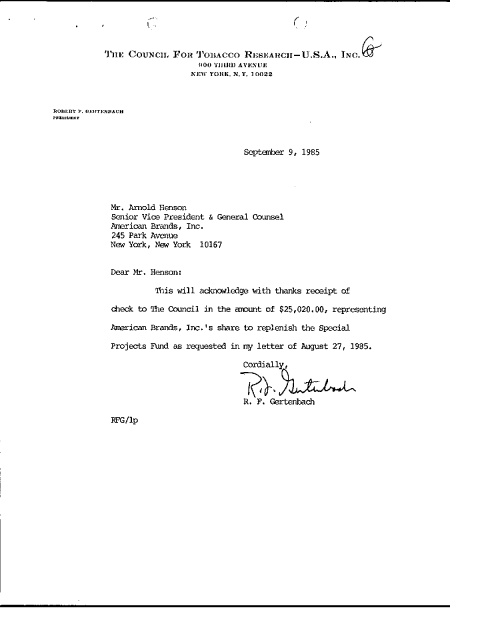 THE COUNCIL FOR TOBACCO RESEARCH—U.S.A., INC.
900 THIRD AVENUE
NEW YORK, N.Y. 10022
ROBERT F. GERTENBACH
PRESIDENT
September 9, 1985
Mr. Arnold Henson
Senior Vice President & General Counsel
American Brands, Inc.
245 Park Avenue
New York, New York 10167
Dear Mr. Henson:
This will acknowledge with thanks receipt of
check to The Council in the amount of $25,020.00, representing
American Brands, Inc.'s share to replenish the Special
Projects Fund as requested in my letter of August 27, 1985.
Cordially,
R.F. Gertenbach
R. F. Gertenbach
RFG/lp